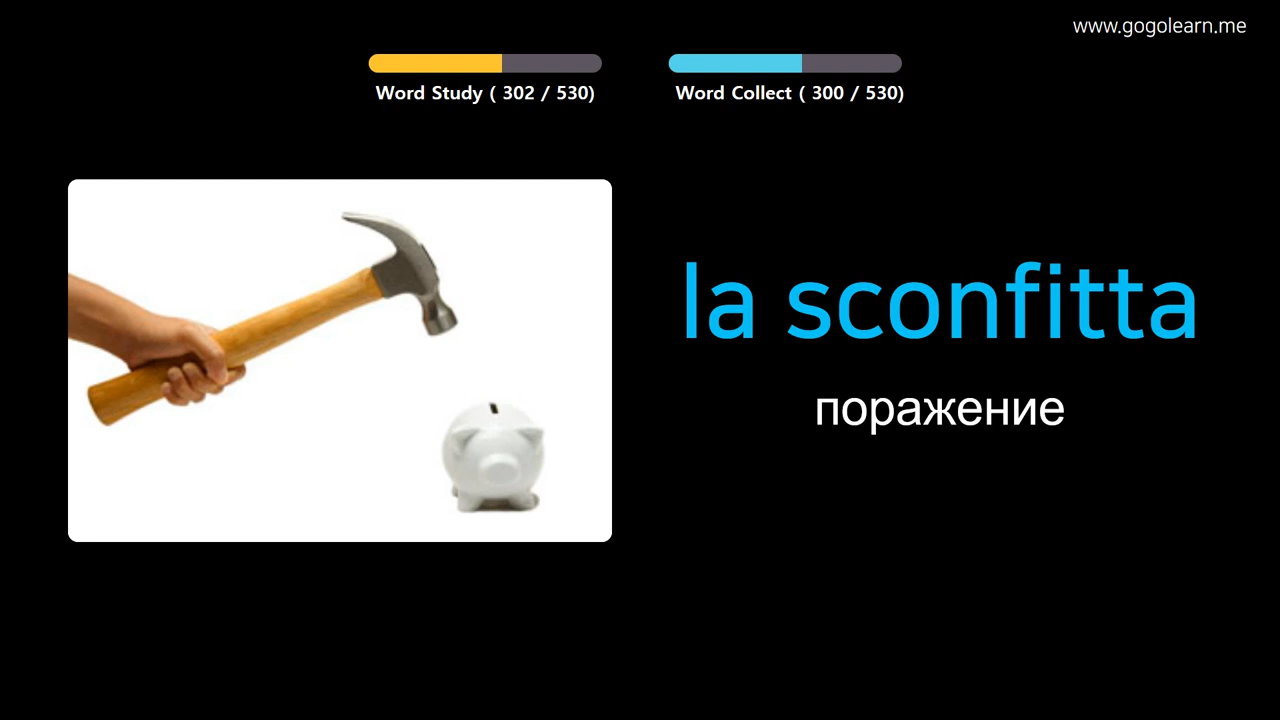 www.gogolearn.me
Word Study ( 302 / 530)
Word Collect ( 300 / 530)
la sconfitta
поражение